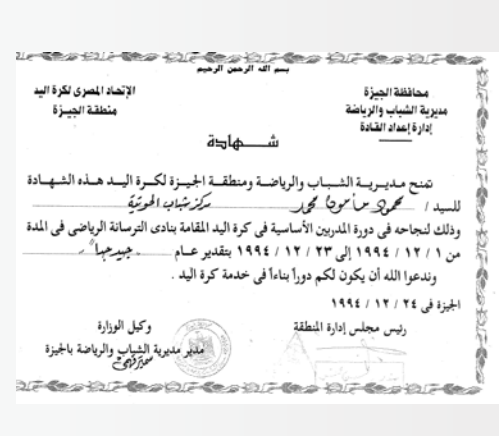 بسم الله الرحمن الرحيم
محافظة الجيزة
مديرية الشباب والرياضة
إدارة إعداد القادة
الإتحاد المصرى لكرة اليد
منطقة الجيزة
شهادة
تمنح مديرية الشباب والرياضة ومنطقة الجيزة لكرة اليد هذه الشهادة
للسيد / محمود مأمون محمد مركز شباب الحوتية
وذلك لنجاحه فى دورة المدربين الأساسية فى كرة اليد المقامة بنادى الترسانة الرياضى فى المدة
من ١ / ١٢ / ١٩٩٤ إلى ٢٣ / ١٢ / ١٩٩٤ بتقدير عام جيد جداً
وندعوا الله أن يكون لكم دوراً بناءاً فى خدمة كرة اليد .
الجيزة فى ٢٤ / ١٢ / ١٩٩٤
رئيس مجلس إدارة المنطقة
وكيل الوزارة
مدير مديرية الشباب والرياضة بالجيزة